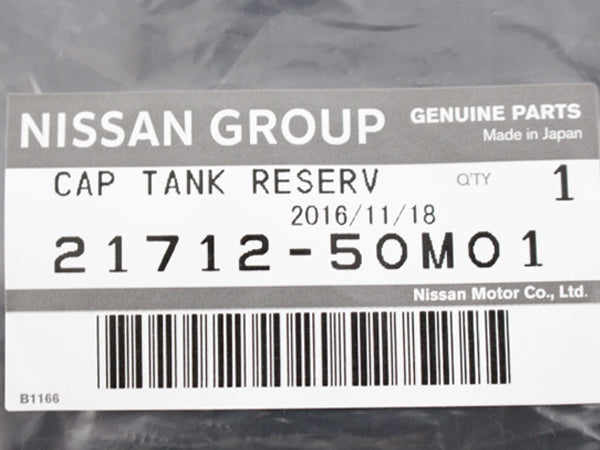 NISSAN GROUP GENUINE PARTS
Made in Japan
CAP TANK RESERV Q'TY 1
2016/11/18
21712-50M01
Nissan Motor Co., Ltd.
B1166